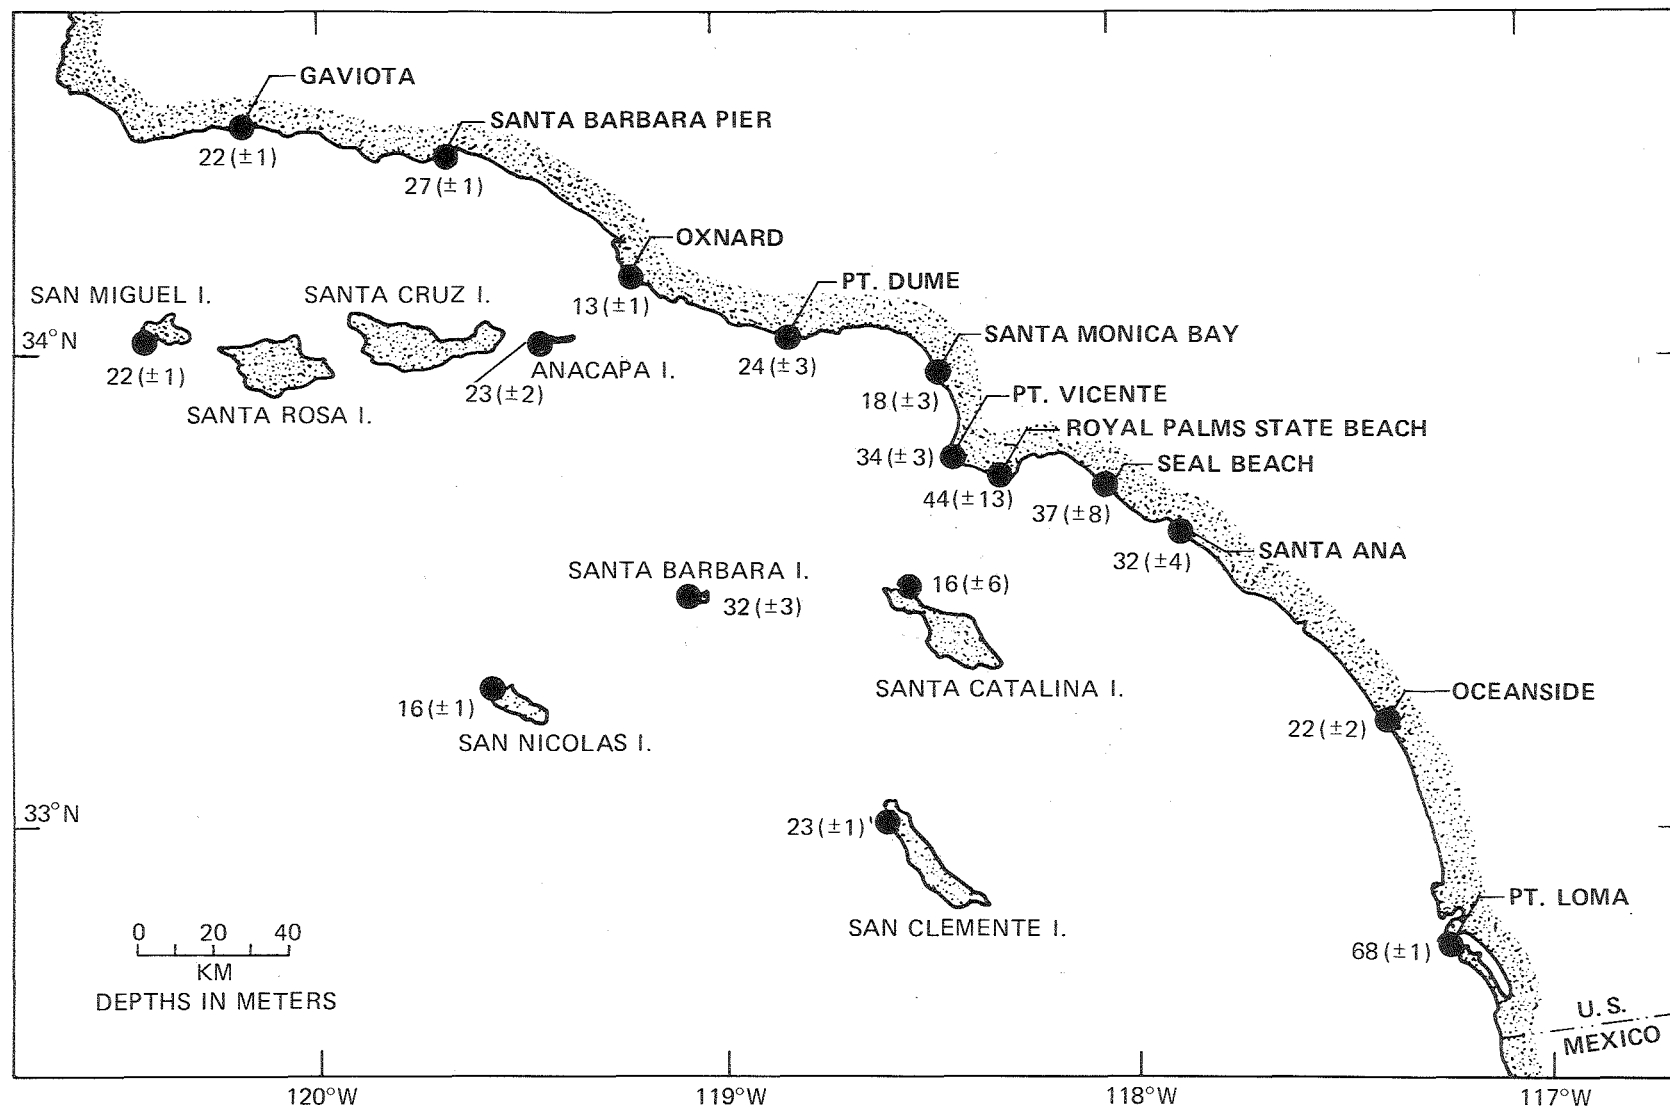 GAVIOTA
22(±1)
SANTA BARBARA PIER
27(±1)
OXNARD
13(±1)
PT. DUME
24(±3)
SANTA MONICA BAY
18(±3)
PT. VICENTE
34(±3)
ROYAL PALMS STATE BEACH
44(±13)
SEAL BEACH
37(±8)
SANTA ANA
32(±4)
SAN MIGUEL I.
22(±1)
SANTA CRUZ I.
SANTA ROSA I.
ANACAPA I.
23(±2)
34°N
SANTA BARBARA I.
32(±3)
16(±6)
SANTA CATALINA I.
16(±1)
SAN NICOLAS I.
OCEANSIDE
22(±2)
33°N
23(±1)
SAN CLEMENTE I.
PT. LOMA
68(±1)
0 20 40
KM
DEPTHS IN METERS
U.S.
MEXICO
120°W 119°W 118°W 117°W